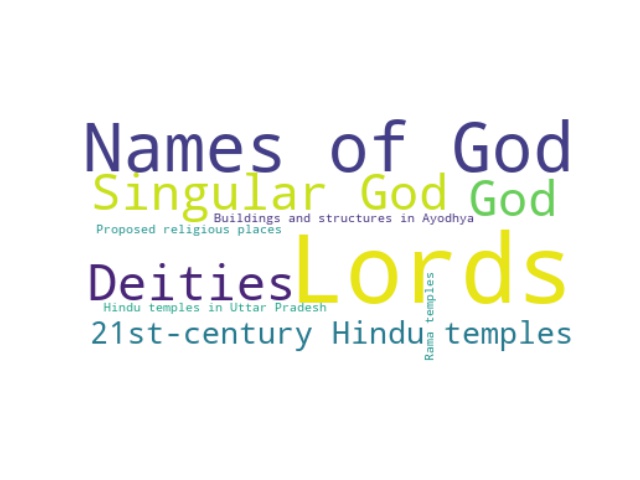 Names of God
Singular God
God
Buildings and structures in Ayodhya
Proposed religious places
Lords
Deities
Hindu temples in Uttar Pradesh
Rama temples
21st-century Hindu temples